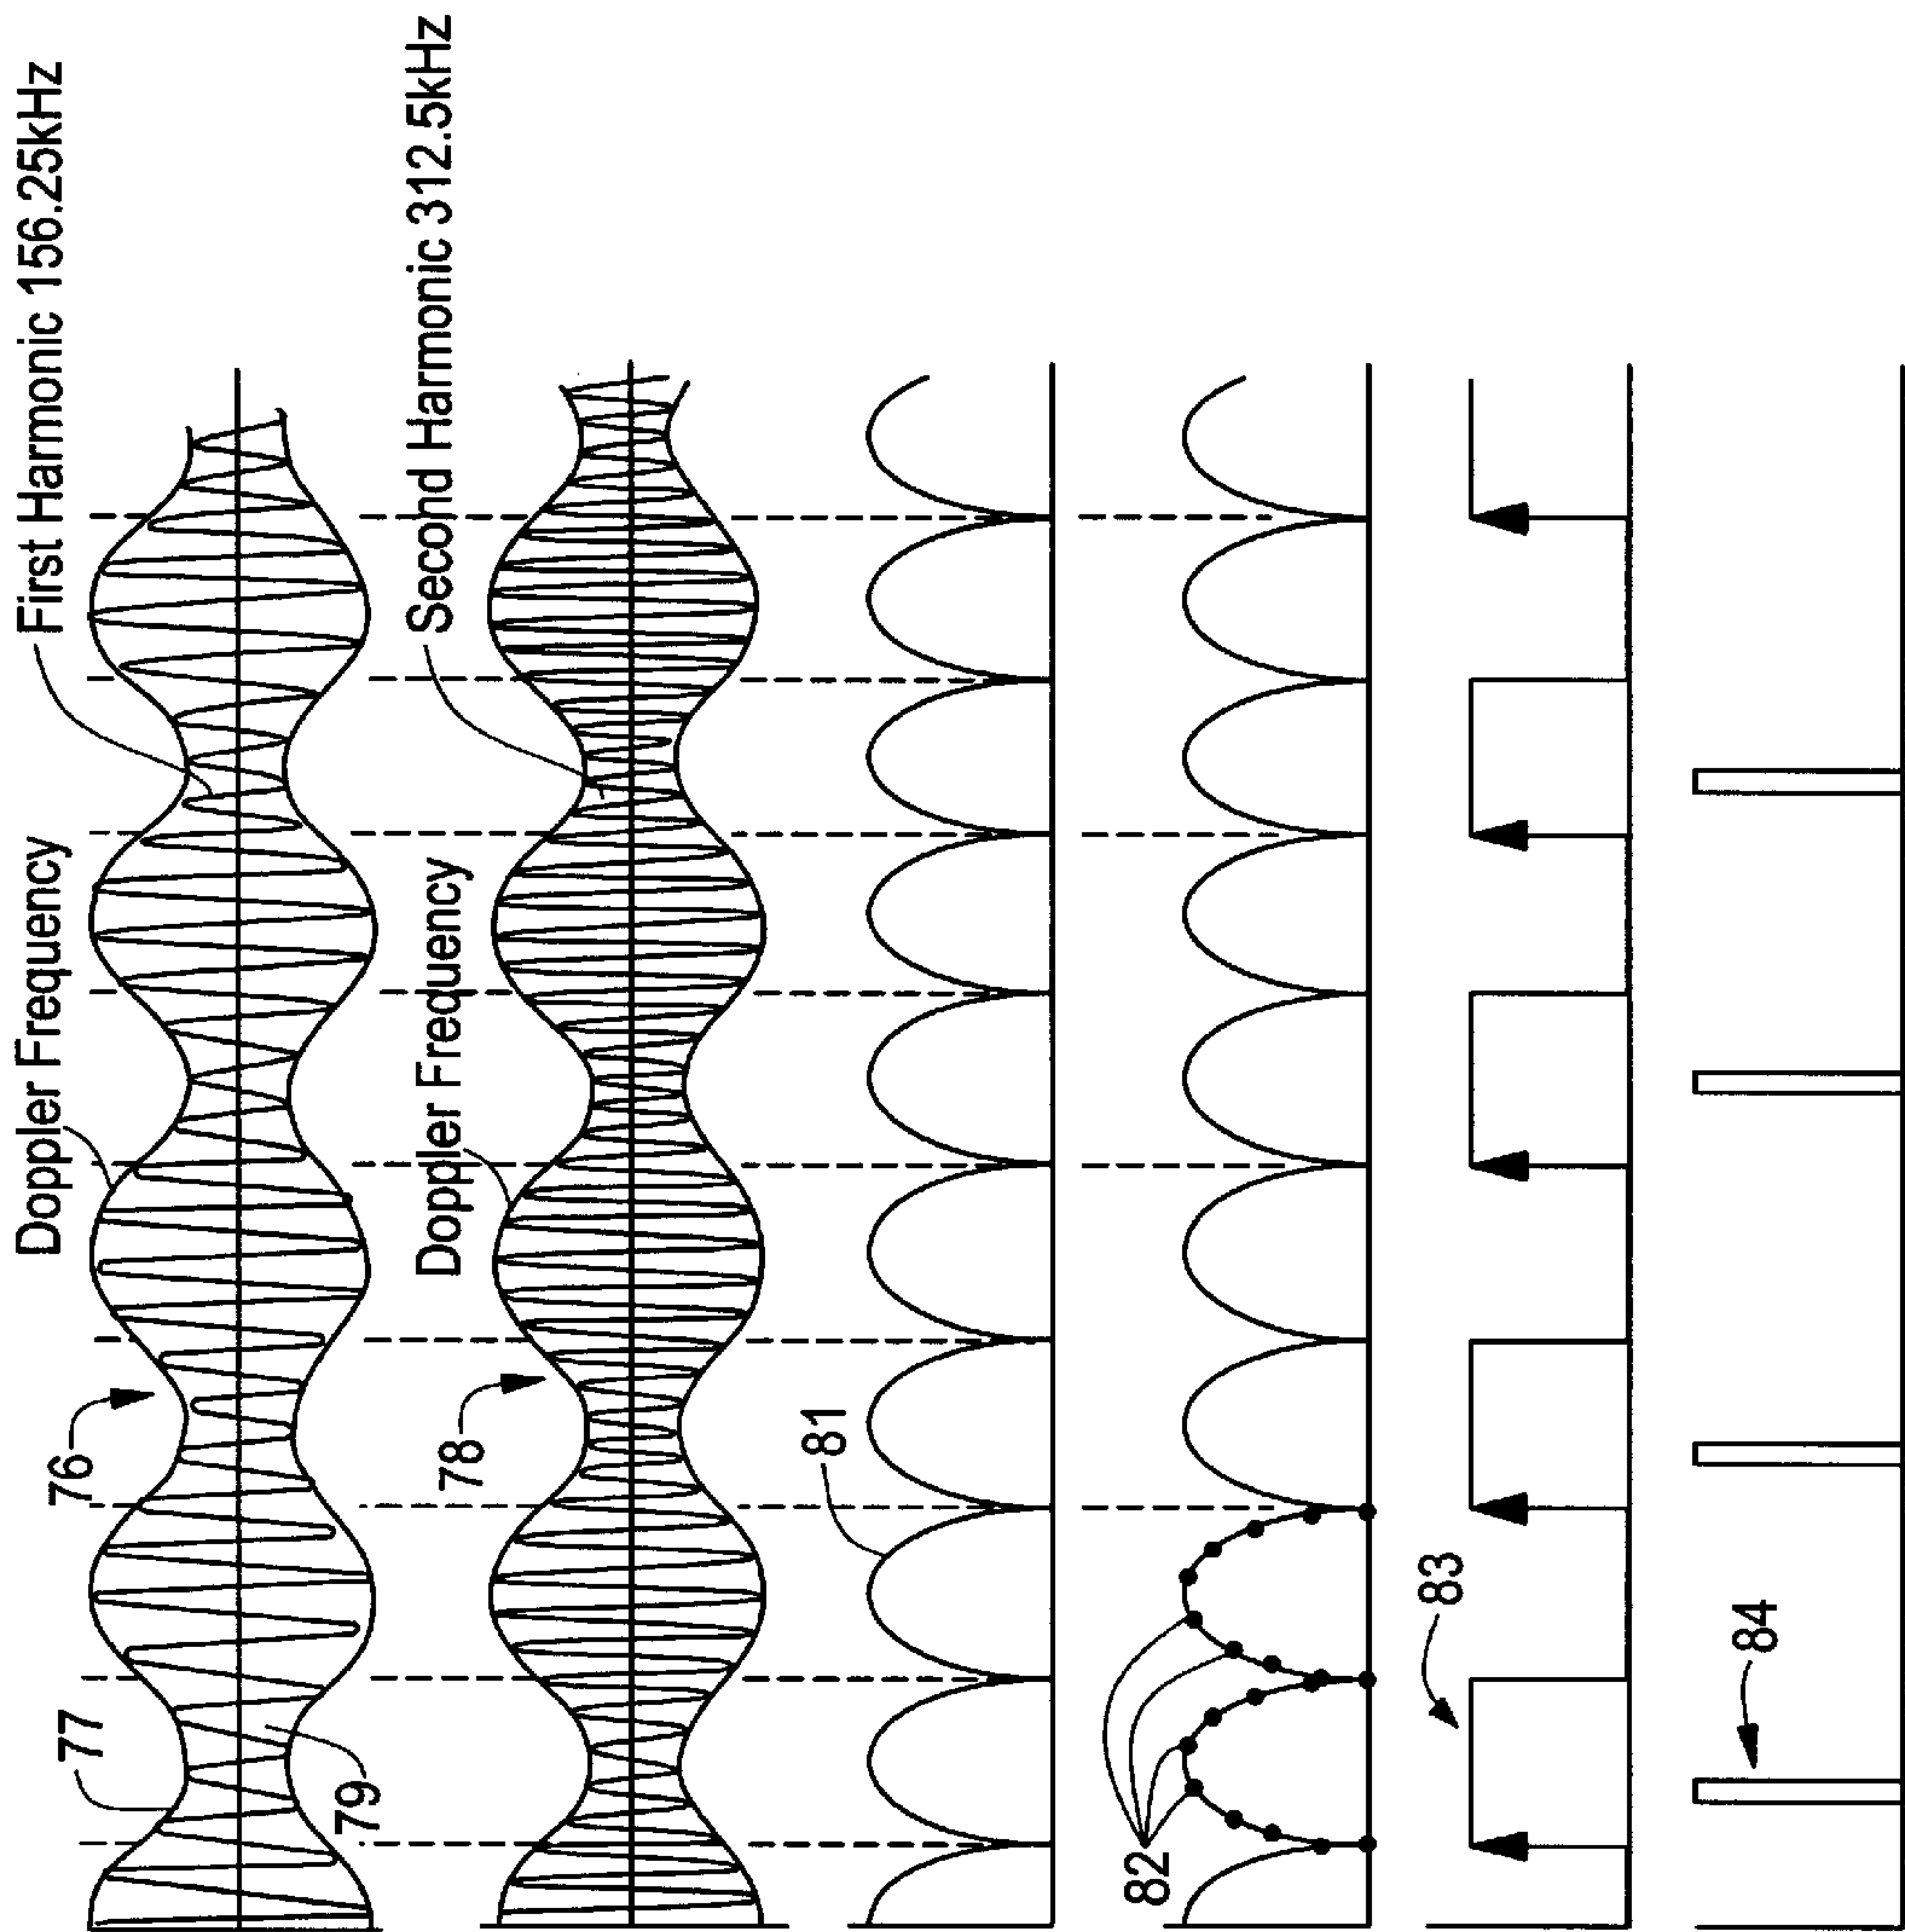 First Harmonic 156.25kHz
Doppler Frequency
76
77
79
Second Harmonic 312.5kHz
Doppler Frequency
78
81
82
83
84